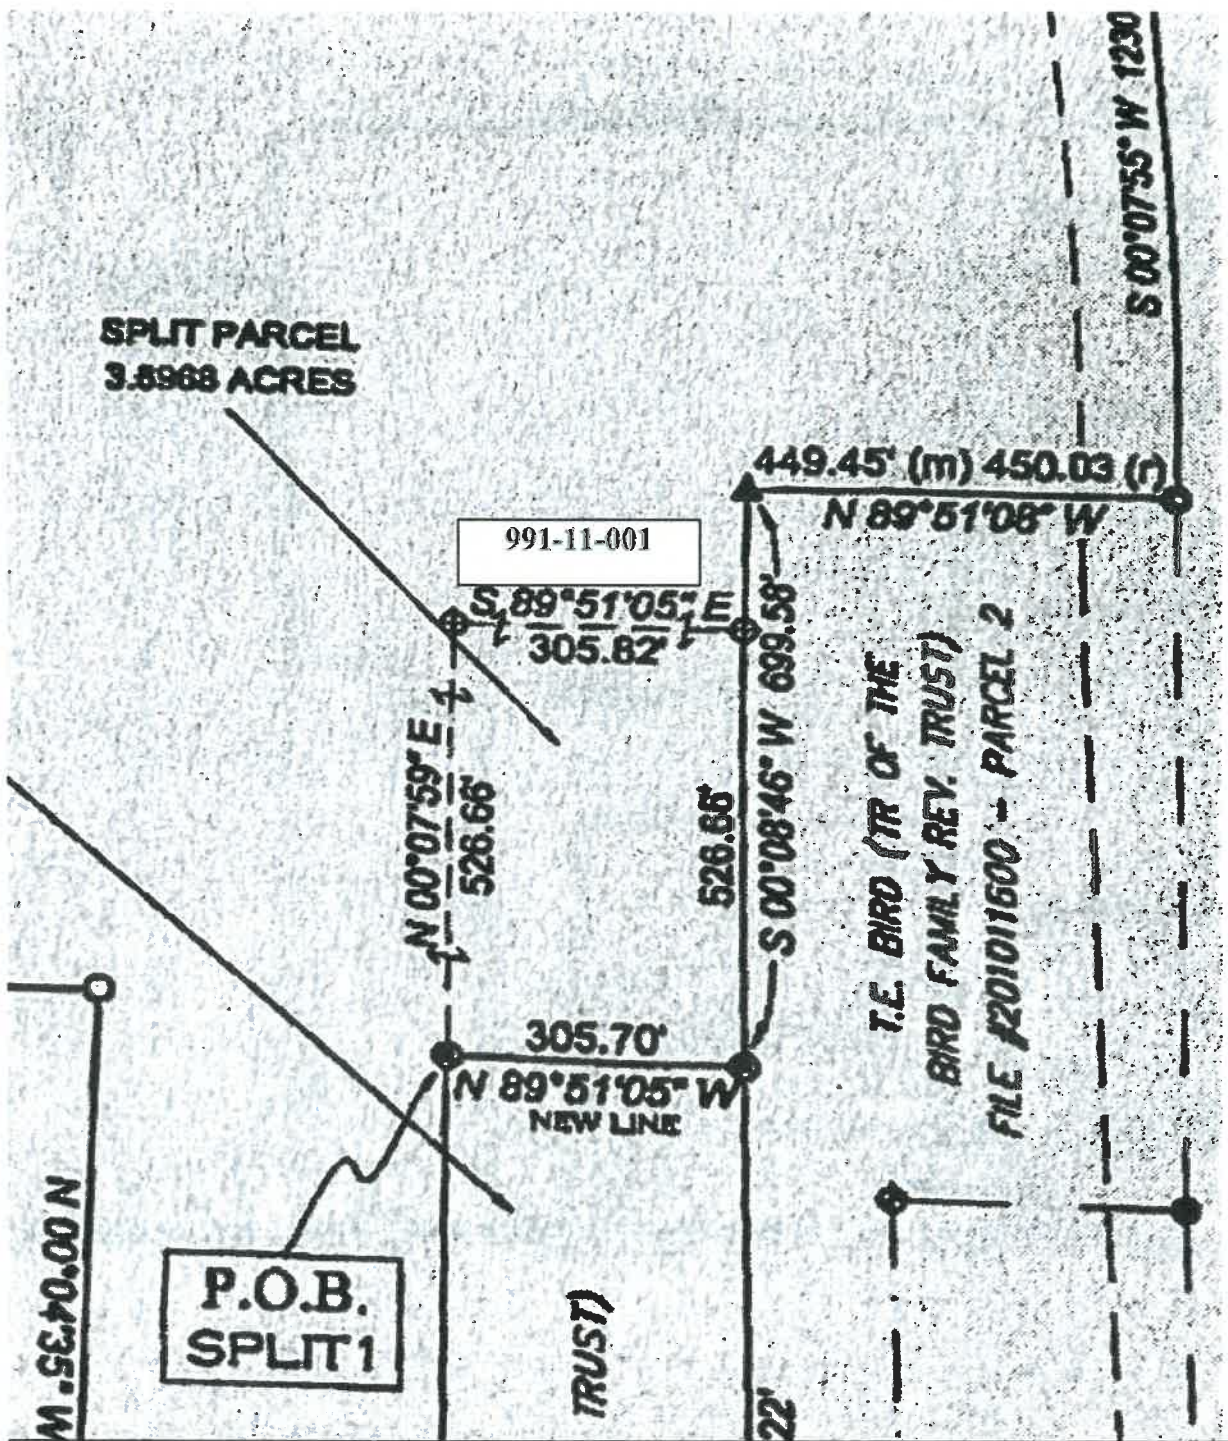 S 00°07'55" W 1230
SPLIT PARCEL
3.6968 ACRES
449.45' (m) 450.03 (r)
N 89°51'08" W
991-11-001
S 89°51'05" E
305.82'
N 00°07'59" E
526.66'
526.66'
S 00°08'46" W 699.58'
T.E. BIRD (TR OF THE
BIRD FAMILY REV. TRUST)
FILE #201011600 - PARCEL 2
305.70'
N 89°51'05" W
NEW LINE
P.O.B.
SPLIT 1
N 00°04'35" W
TRUST)
22'